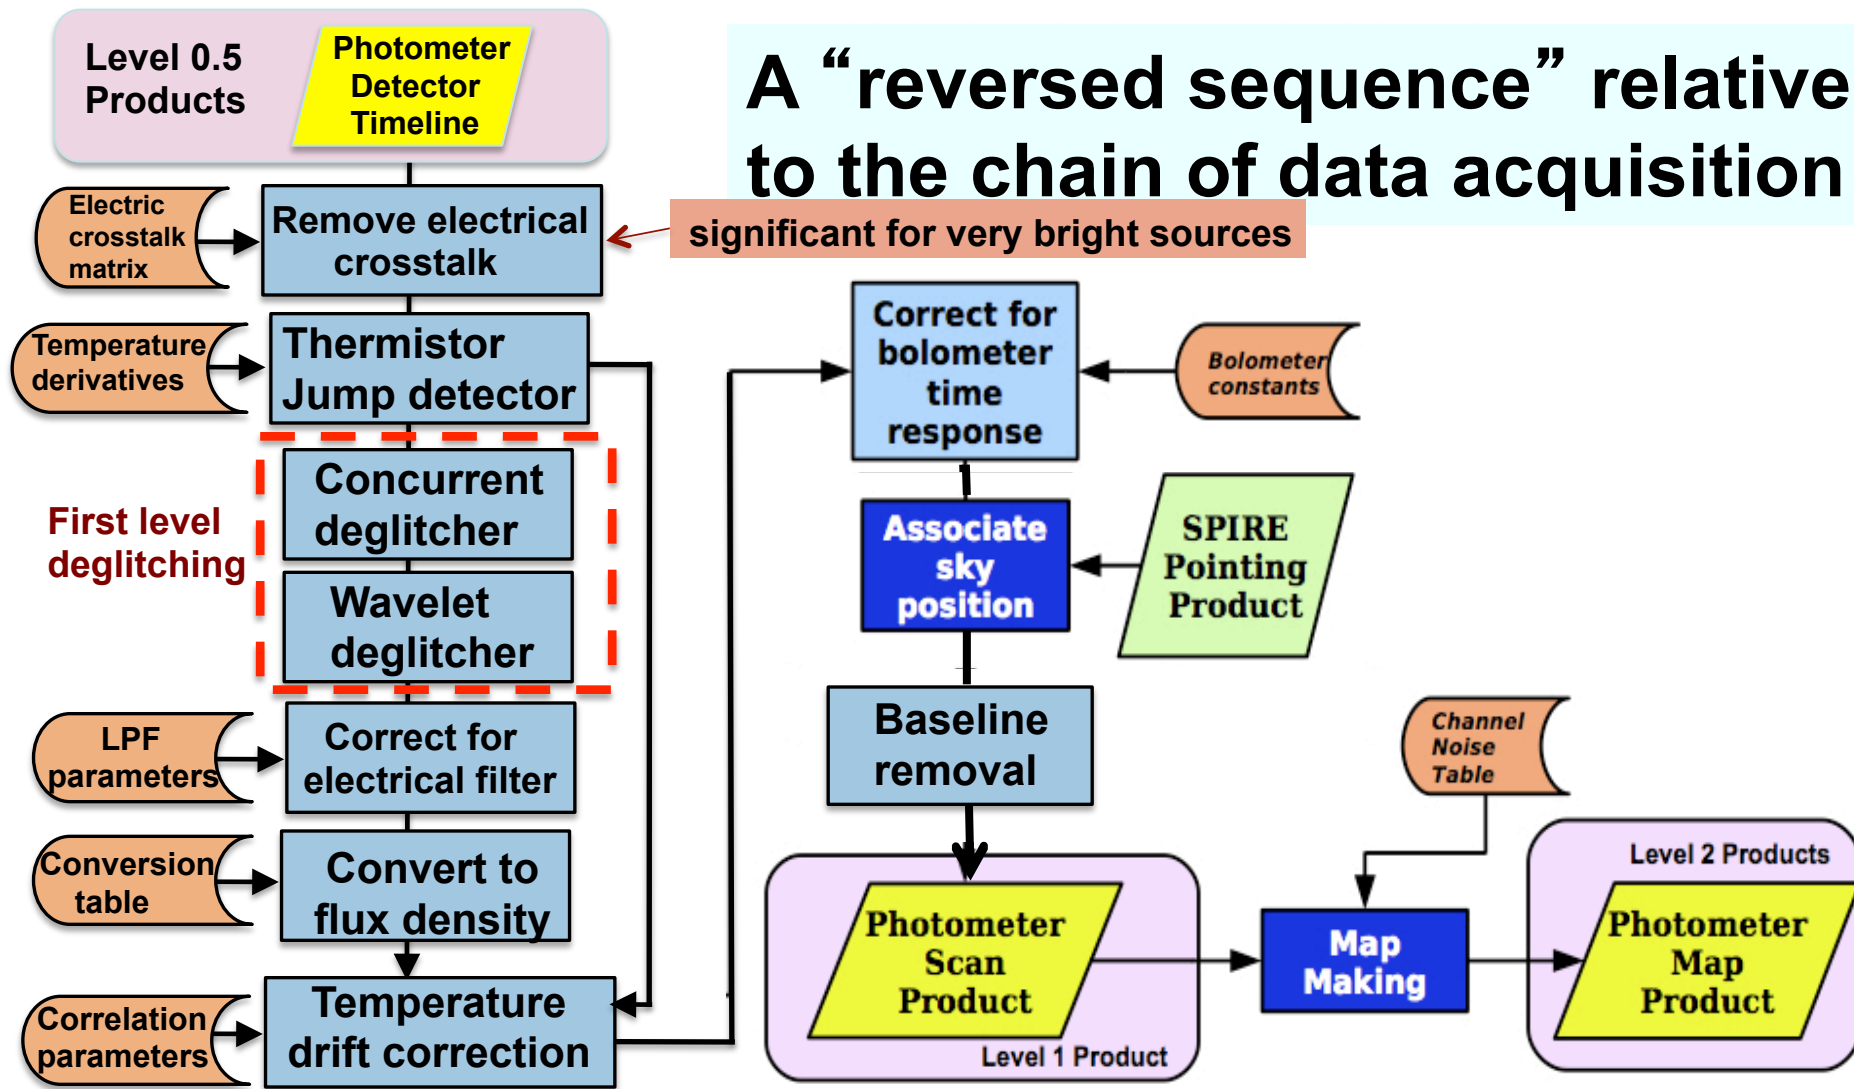 Level 0.5
Products
Photometer
Detector
Timeline
A “reversed sequence” relative
to the chain of data acquisition
Electric
crosstalk
matrix
Remove electrical
crosstalk
significant for very bright sources
Temperature
derivatives
Thermistor
Jump detector
First level
deglitching
Concurrent
deglitcher
Wavelet
deglitcher
LPF
parameters
Correct for
electrical filter
Conversion
table
Convert to
flux density
Correlation
parameters
Temperature
drift correction
Correct for
bolometer
time
response
Bolometer
constants
Associate
sky
position
SPIRE
Pointing
Product
Baseline
removal
Channel
Noise
Table
Photometer
Scan
Product
Level 1 Product
Map
Making
Level 2 Products
Photometer
Map
Product